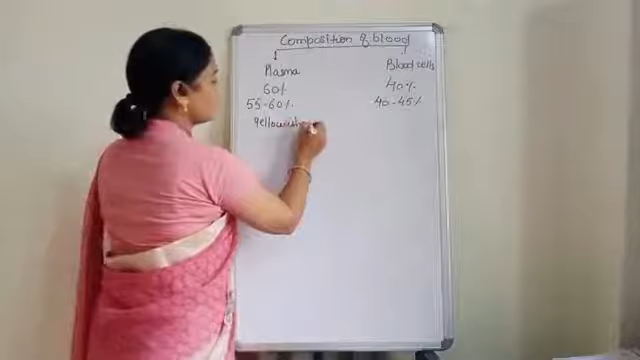 Composition of blood
Plasma
Blood cells
60%
40%
55-60%
40-45%
Yellowish